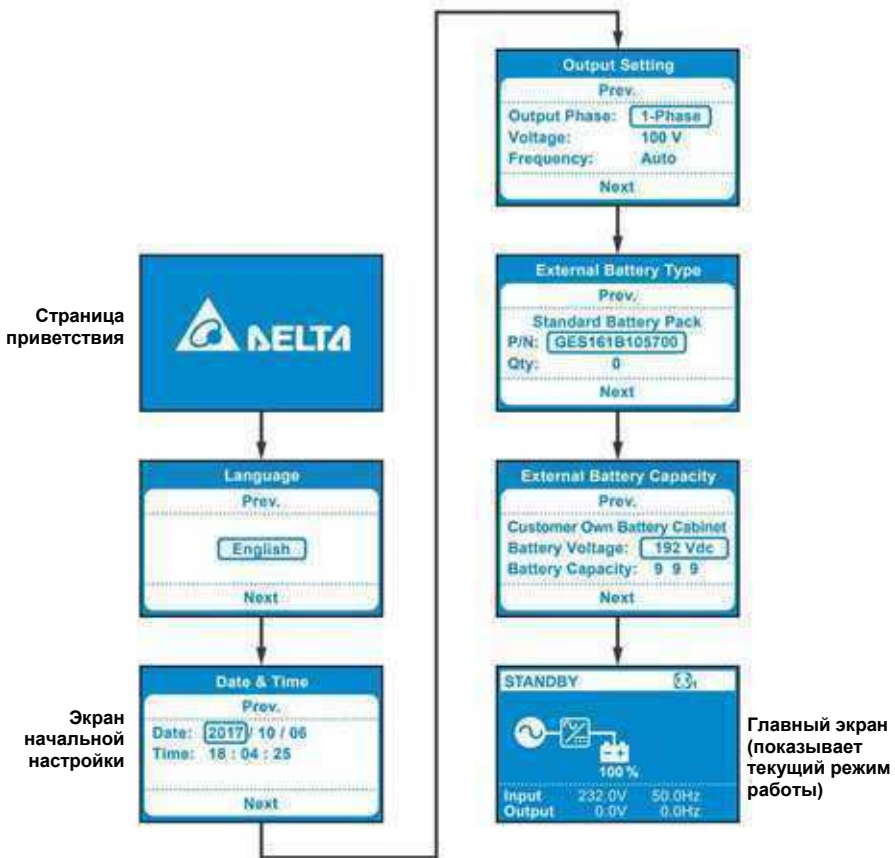 Страница
приветствия
DELTA
Language
Prev.
English
Next
Экран
начальной
настройки
Date & Time
Prev.
Date: 2017 / 10 / 06
Time: 18 : 04 : 25
Next
Output Setting
Prev.
Output Phase: 1-Phase
Voltage: 100 V
Frequency: Auto
Next
External Battery Type
Prev.
Standard Battery Pack
P/N: GES161B105700
Qty: 0
Next
External Battery Capacity
Prev.
Customer Own Battery Cabinet
Battery Voltage: 192 Vdc
Battery Capacity: 9 9 9
Next
STANDBY
100 %
Input 232.0V 50.0Hz
Output 0.0V 0.0Hz
Главный экран
(показывает
текущий режим
работы)